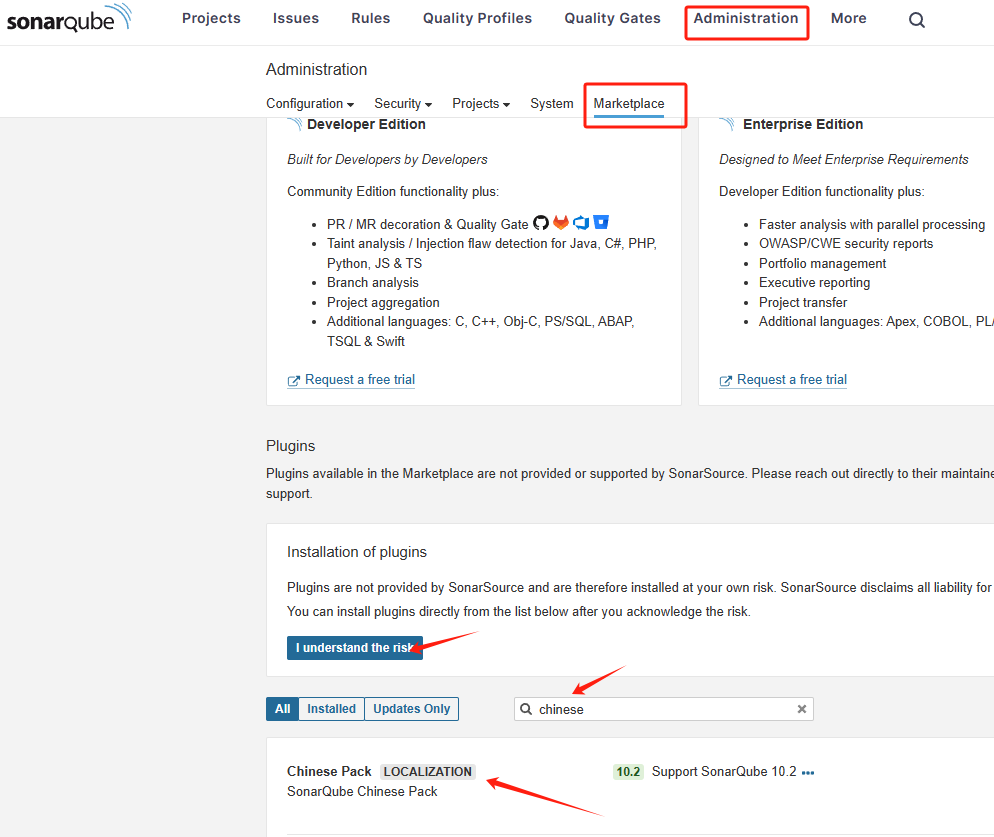 sonarqube Projects Issues Rules Quality Profiles Quality Gates Administration More
Administration
Configuration Security Projects System Marketplace
Developer Edition
Built for Developers by Developers
Community Edition functionality plus:
• PR / MR decoration & Quality Gate
• Taint analysis / Injection flaw detection for Java, C#, PHP,
Python, JS & TS
• Branch analysis
• Project aggregation
• Additional languages: C, C++, Obj-C, PS/SQL, ABAP,
TSQL & Swift
Request a free trial
Enterprise Edition
Designed to Meet Enterprise Requirements
Developer Edition functionality plus:
• Faster analysis with parallel processing
• OWASP/CWE security reports
• Portfolio management
• Executive reporting
• Project transfer
• Additional languages: Apex, COBOL, PL/
Request a free trial
Plugins
Plugins available in the Marketplace are not provided or supported by SonarSource. Please reach out directly to their maintaine
support.
Installation of plugins
Plugins are not provided by SonarSource and are therefore installed at your own risk. SonarSource disclaims all liability for
You can install plugins directly from the list below after you acknowledge the risk.
I understand the risk
All Installed Updates Only chinese
Chinese Pack LOCALIZATION 10.2 Support SonarQube 10.2 •••
SonarQube Chinese Pack